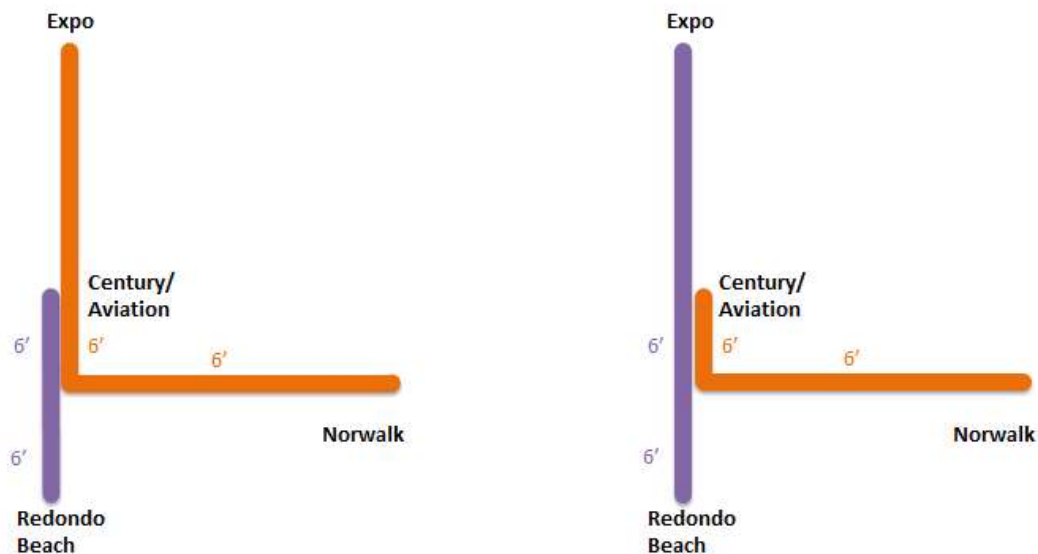 Expo
Century/
Aviation
6’
6’
6’
Norwalk
6’
Redondo
Beach
Expo
Century/
Aviation
6’
6’
6’
Norwalk
6’
Redondo
Beach